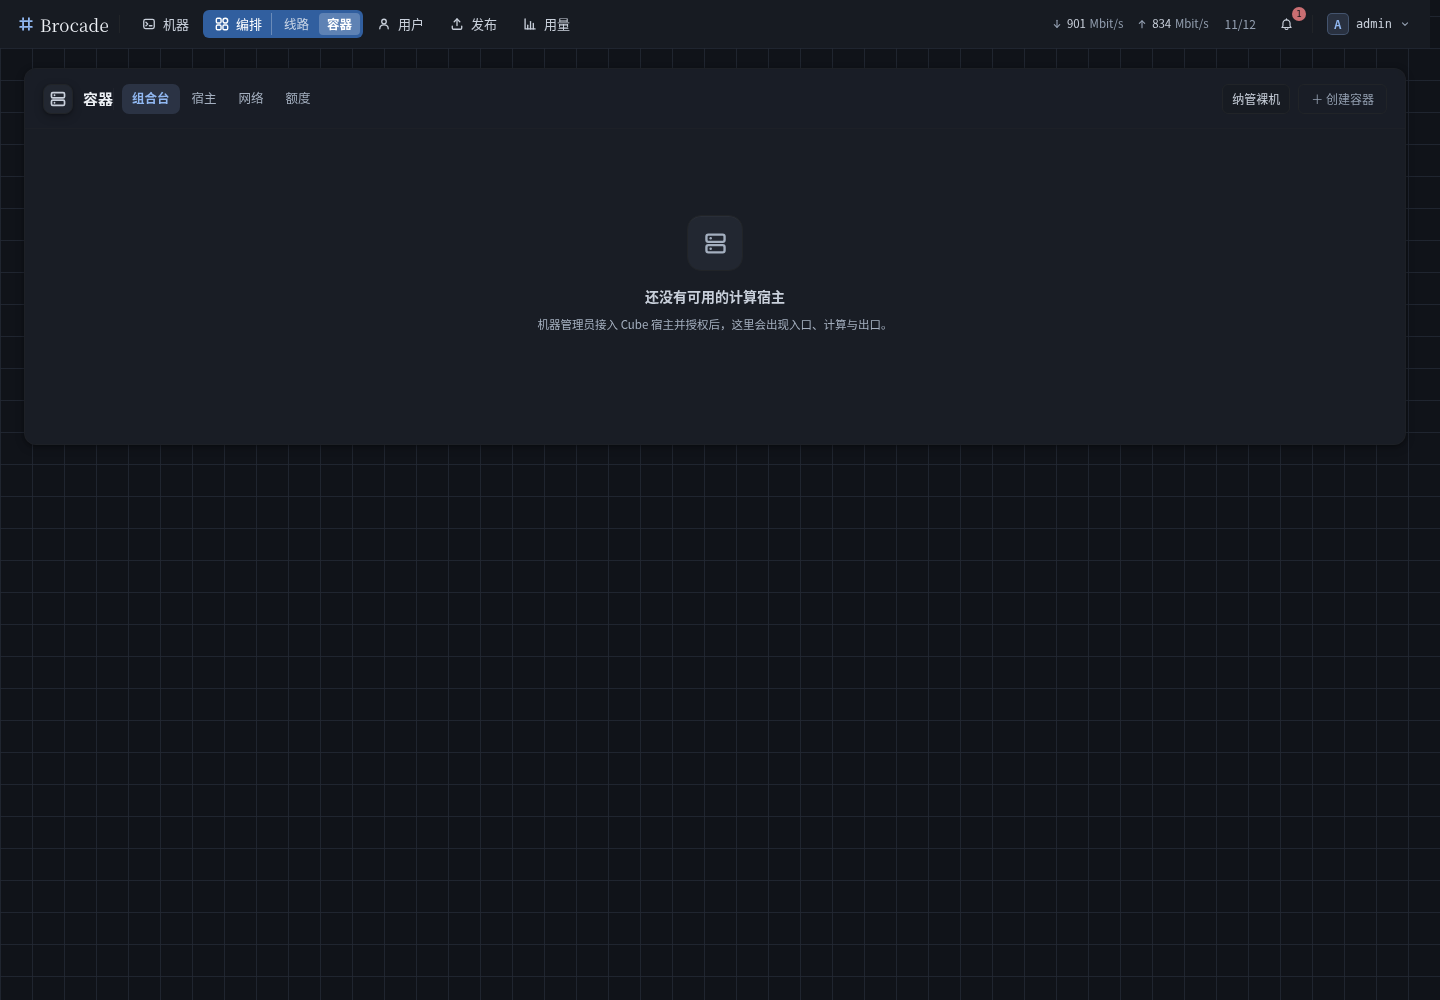 Brocade 机器 编排 线路 容器 用户 发布 用量 ↓ 901 Mbit/s ↑ 834 Mbit/s 11/12 1 A admin
容器 组合台 宿主 网络 额度 纳管裸机 + 创建容器
还没有可用的计算宿主
机器管理员接入 Cube 宿主并授权后，这里会出现入口、计算与出口。